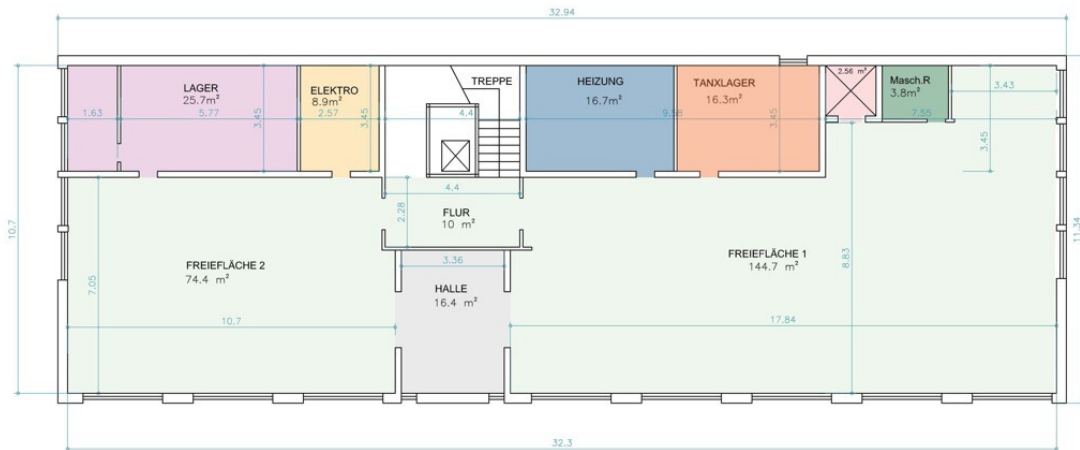 32.94
2.56 m²
LAGER
25.7m²
ELEKTRO
8.9m²
TREPPE
HEIZUNG
16.7m²
TANXLAGER
16.3m²
Masch.R
3.8m²
3.43
1.63
5.77
3.45
2.57
3.45
4.4
9.58
3.45
7.55
3.45
4.4
2.28
FLUR
10 m²
10.7
11.34
FREIEFLÄCHE 2
74.4 m²
7.05
3.36
HALLE
16.4 m²
FREIEFLÄCHE 1
144.7 m²
8.83
10.7
17.84
32.3